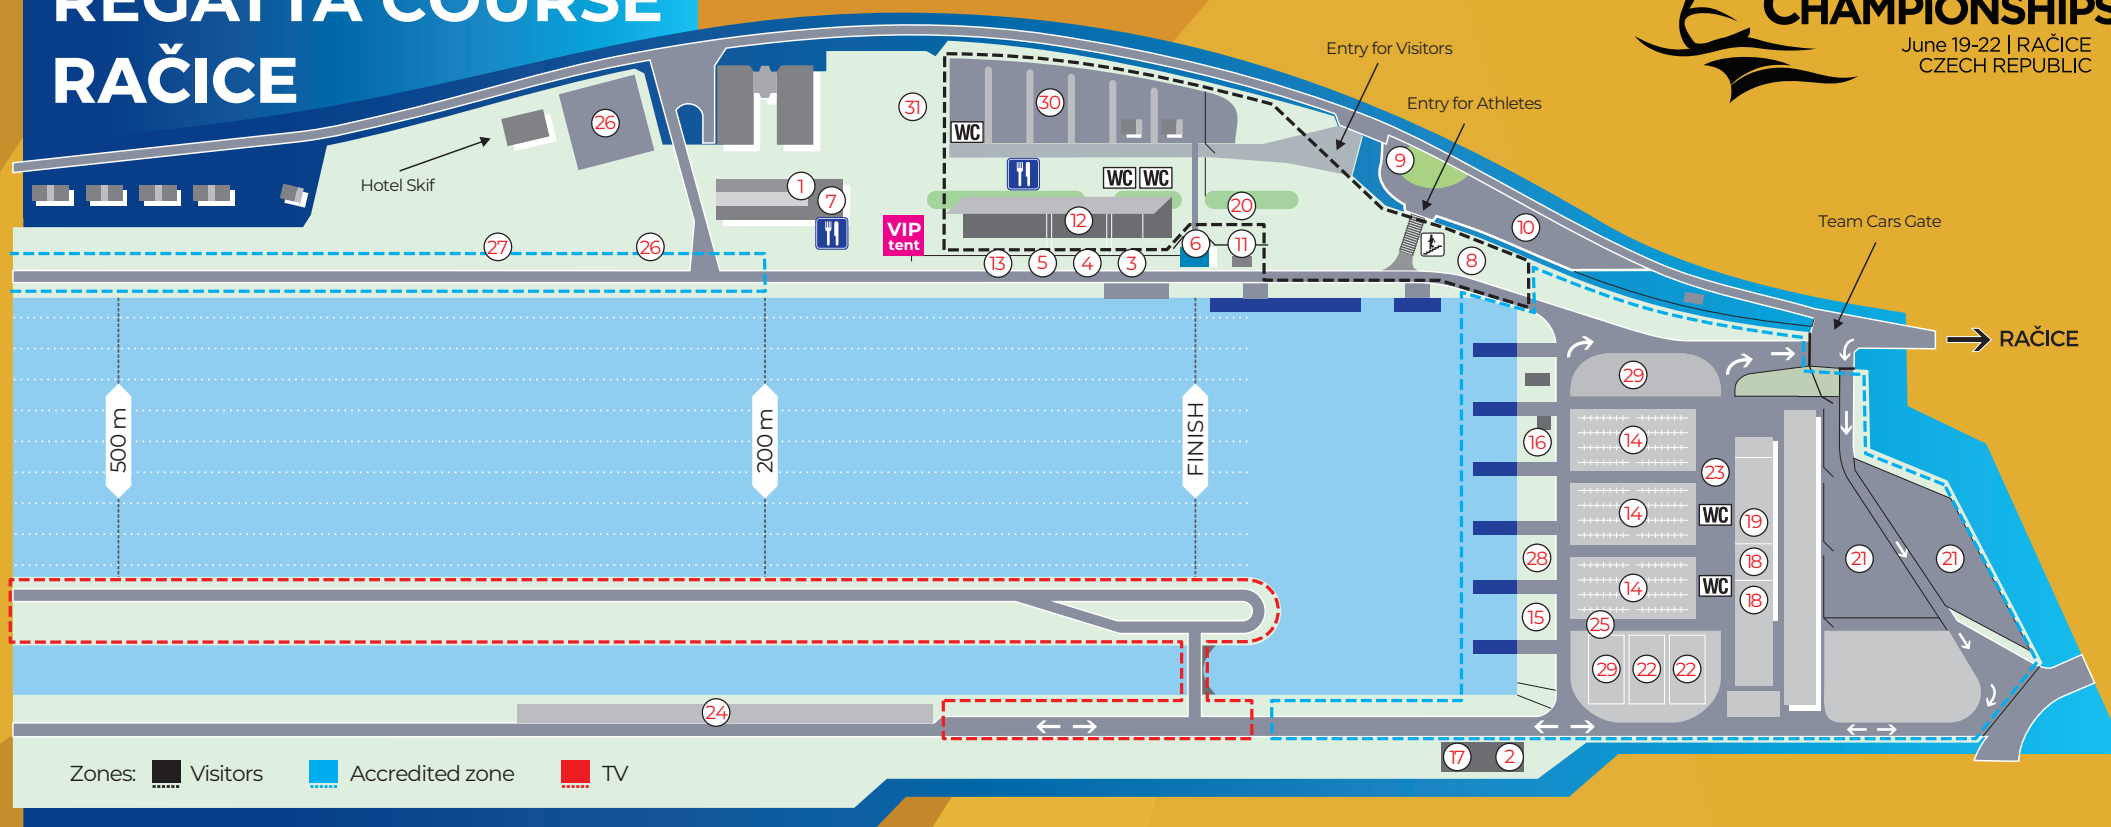 REGATTA COURSE
RAČICE
CHAMPIONSHIPS
June 19-22 | RAČICE
CZECH REPUBLIC
Entry for Visitors
Entry for Athletes
Hotel Skif
Team Cars Gate
RAČICE
26
31
30
WC
9
1
7
WC WC
20
12
10
VIP
tent
27
26
13
5
4
3
6
11
8
500 m
200 m
FINISH
29
14
16
23
14
WC
19
28
18
21
21
14
WC
18
15
25
29
22
22
24
17
2
Zones:
Visitors
Accredited zone
TV